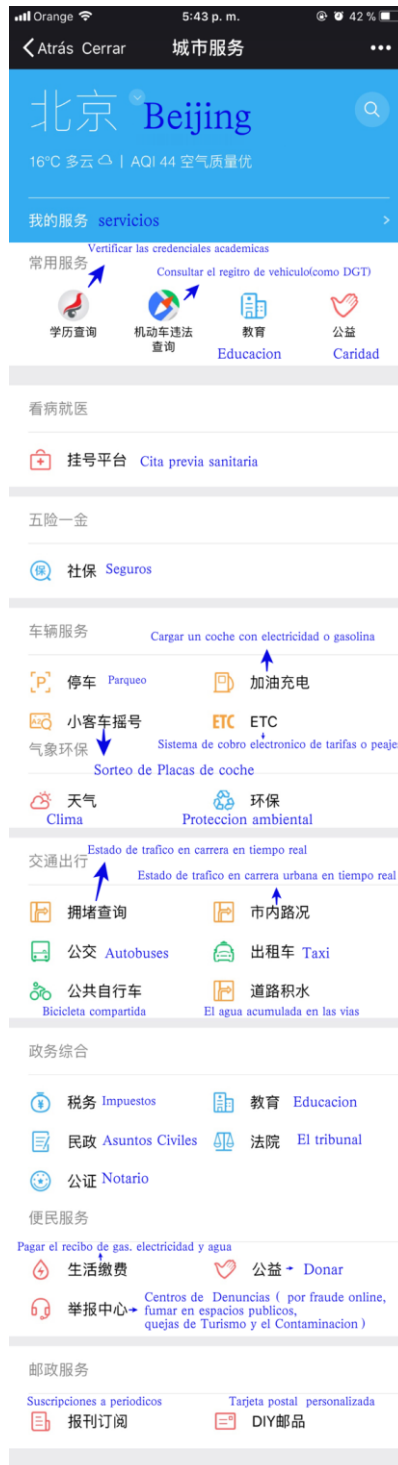 Orange 5:43 p. m. 42 %
Atrás Cerrar 城市服务
北京 Beijing
16°C 多云 | AQI 44 空气质量优
我的服务 servicios
Vertificar las credenciales academicas
常用服务
Consultar el regitro de vehiculo(como DGT)
学历查询 机动车违法查询 教育 公益
Educacion Caridad
看病就医
挂号平台 Cita previa sanitaria
五险一金
保 社保 Seguros
车辆服务
Cargar un coche con electricidad o gasolina
P 停车 Parqueo 加油充电
小客车摇号 ETC ETC
气象环保
Sistema de cobro electronico de tarifas o peaje
Sorteo de Placas de coche
天气 环保
Clima Proteccion ambiental
Estado de trafico en carrera en tiempo real
交通出行
Estado de trafico en carrera urbana en tiempo real
拥堵查询 市内路况
公交 Autobuses 出租车 Taxi
公共自行车 道路积水
Bicicleta compartida El agua acumulada en las vias
政务综合
¥ 税务 Impuestos 教育 Educacion
民政 Asuntos Civiles 法院 El tribunal
公证 Notario
便民服务
Pagar el recibo de gas. electricidad y agua
生活缴费 公益 Donar
举报中心 Centros de Denuncias ( por fraude online,
fumar en espacios publicos,
quejas de Turismo y el Contaminacion )
邮政服务
Suscripciones a periodicos Tarjeta postal personalizada
报刊订阅 DIY邮品